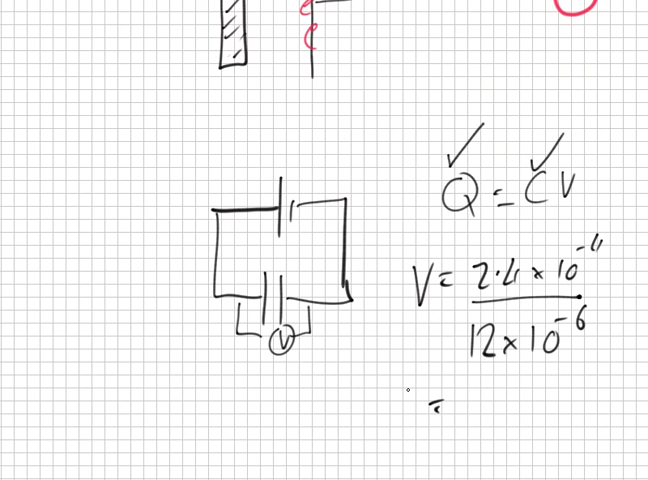 Q = CV
V = 2.4 × 10⁻⁴
12 × 10⁻⁶
V
=